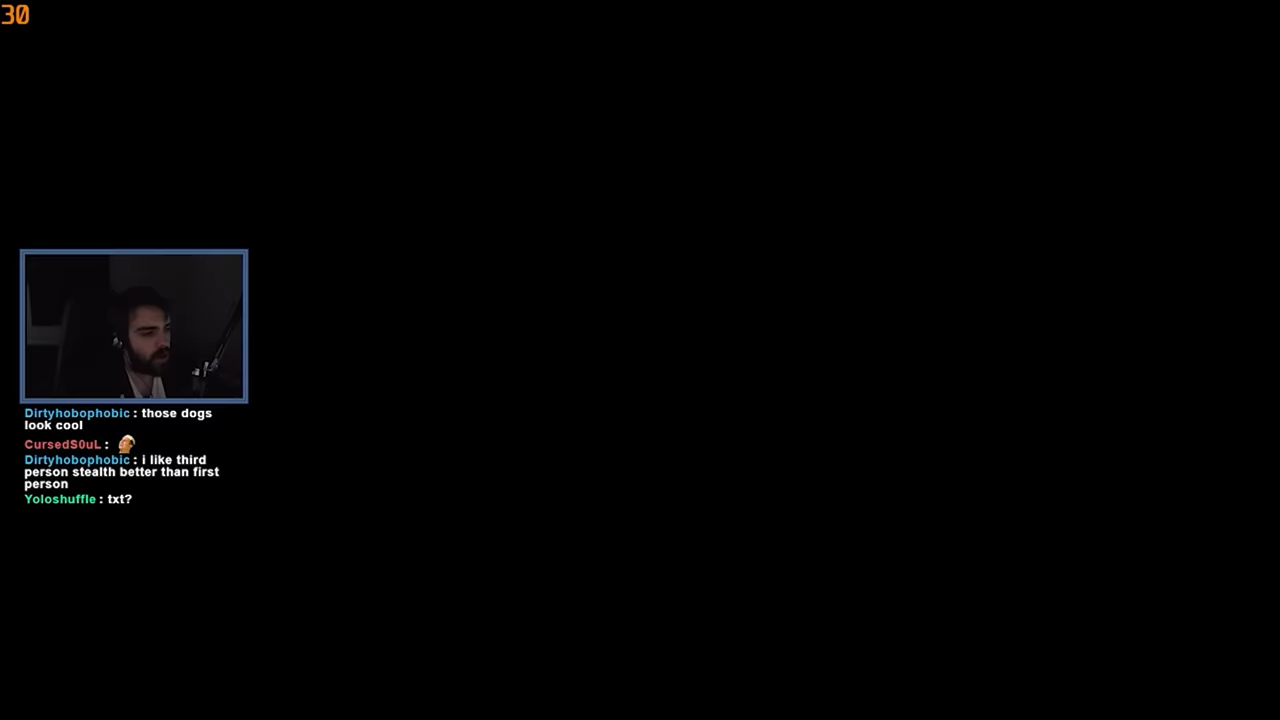 30
Dirtyhobophobic : those dogs
look cool
CursedS0uL :
Dirtyhobophobic : i like third
person stealth better than first
person
Yoloshuffle : txt?